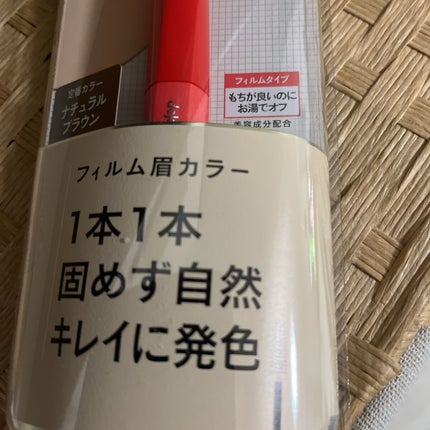 定番カラー
ナチュラル
ブラウン
フィルムタイプ
もちが良いのに
お湯でオフ
美容成分配合
フィルム眉カラー
1本1本
固めず自然
キレイに発色